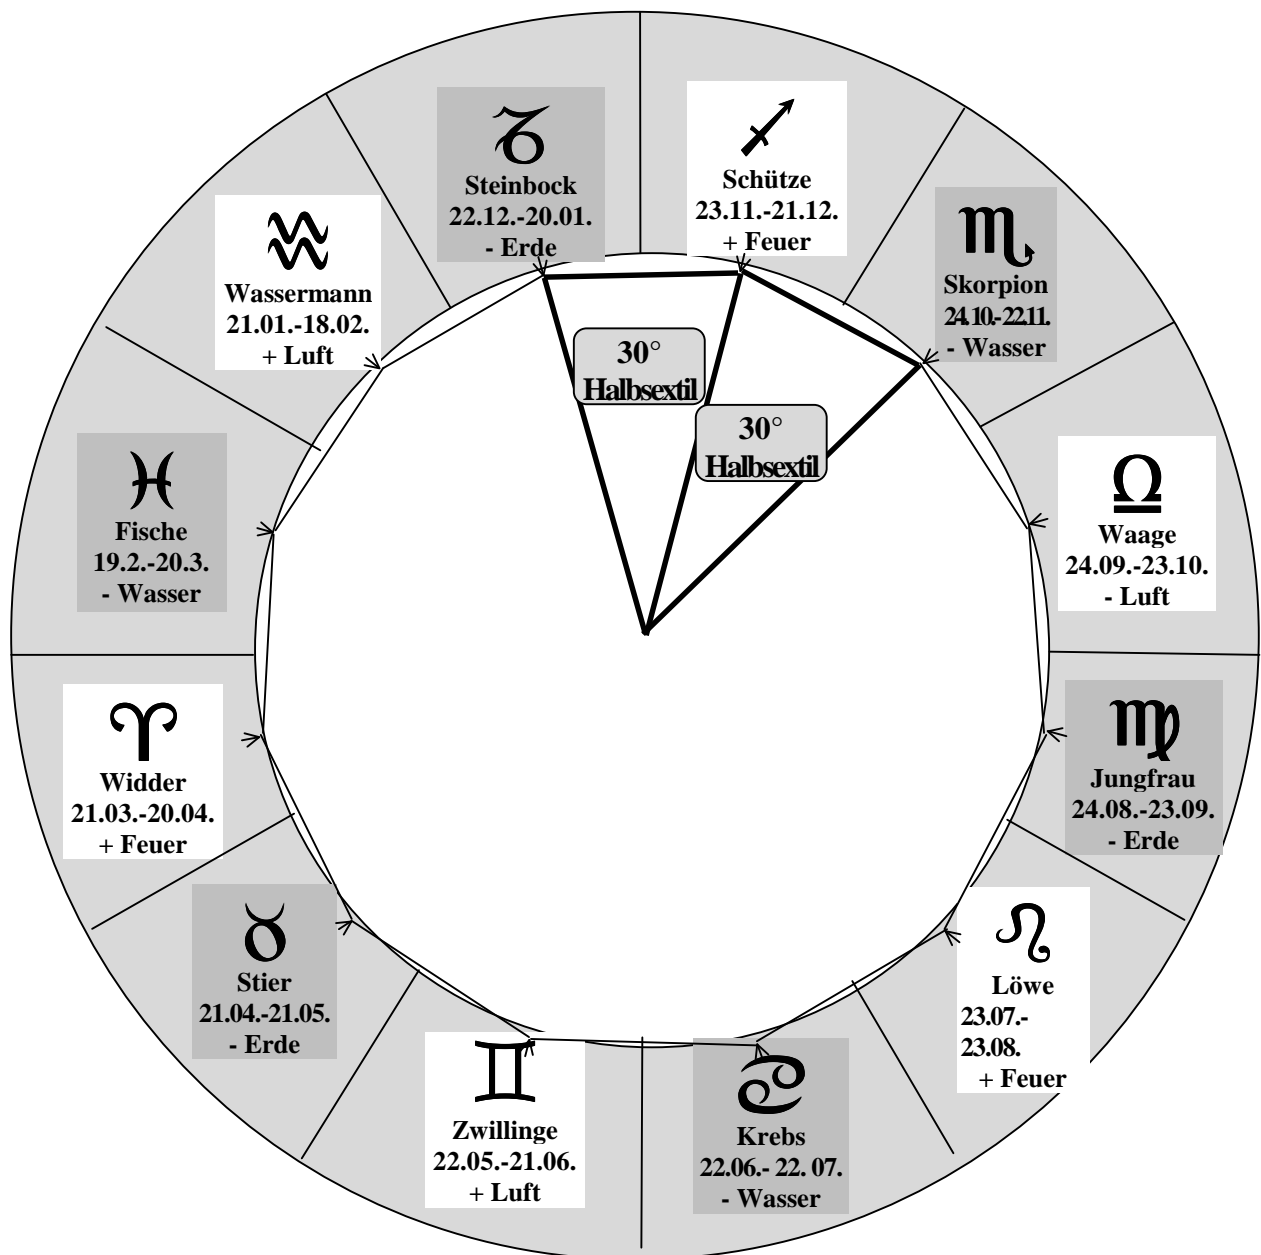 Steinbock
22.12.-20.01.
- Erde
Schütze
23.11.-21.12.
+ Feuer
Skorpion
24.10.-22.11.
- Wasser
Waage
24.09.-23.10.
- Luft
Jungfrau
24.08.-23.09.
- Erde
Löwe
23.07.-
23.08.
+ Feuer
Krebs
22.06.- 22. 07.
- Wasser
Zwillinge
22.05.-21.06.
+ Luft
Stier
21.04.-21.05.
- Erde
Widder
21.03.-20.04.
+ Feuer
Fische
19.2.-20.3.
- Wasser
Wassermann
21.01.-18.02.
+ Luft
30°
Halbsextil
30°
Halbsextil